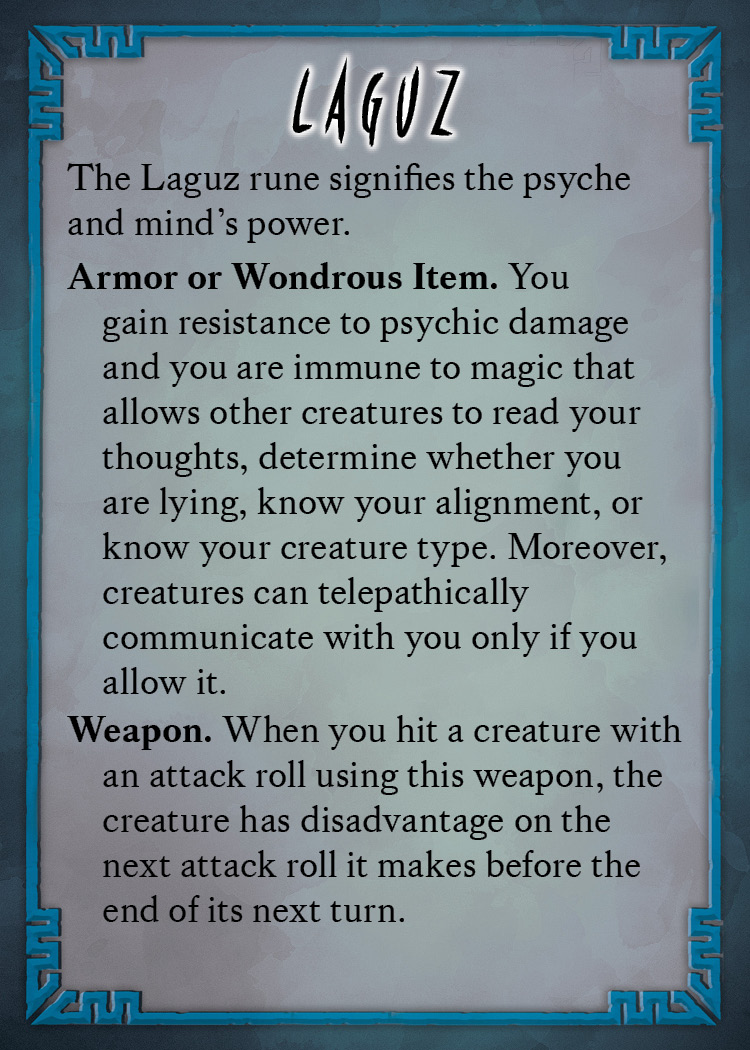 LAGUZ
The Laguz rune signifies the psyche
and mind’s power.
Armor or Wondrous Item. You
gain resistance to psychic damage
and you are immune to magic that
allows other creatures to read your
thoughts, determine whether you
are lying, know your alignment, or
know your creature type. Moreover,
creatures can telepathically
communicate with you only if you
allow it.
Weapon. When you hit a creature with
an attack roll using this weapon, the
creature has disadvantage on the
next attack roll it makes before the
end of its next turn.